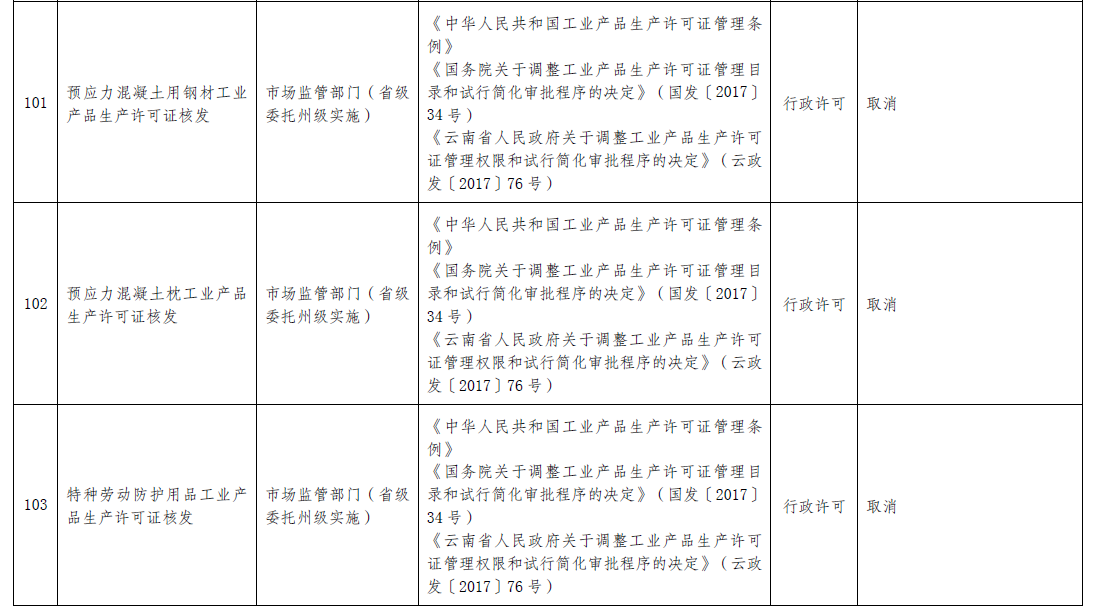 101
预应力混凝土用钢材工业
产品生产许可证核发
市场监管部门（省级
委托州级实施）
《中华人民共和国工业产品生产许可证管理条
例》
《国务院关于调整工业产品生产许可证管理目
录和试行简化审批程序的决定》（国发〔2017〕
34号）
《云南省人民政府关于调整工业产品生产许可
证管理权限和试行简化审批程序的决定》（云政
发〔2017〕76号）
行政许可
取消
102
预应力混凝土枕工业产品
生产许可证核发
市场监管部门（省级
委托州级实施）
《中华人民共和国工业产品生产许可证管理条
例》
《国务院关于调整工业产品生产许可证管理目
录和试行简化审批程序的决定》（国发〔2017〕
34号）
《云南省人民政府关于调整工业产品生产许可
证管理权限和试行简化审批程序的决定》（云政
发〔2017〕76号）
行政许可
取消
103
特种劳动防护用品工业产
品生产许可证核发
市场监管部门（省级
委托州级实施）
《中华人民共和国工业产品生产许可证管理条
例》
《国务院关于调整工业产品生产许可证管理目
录和试行简化审批程序的决定》（国发〔2017〕
34号）
《云南省人民政府关于调整工业产品生产许可
证管理权限和试行简化审批程序的决定》（云政
发〔2017〕76号）
行政许可
取消